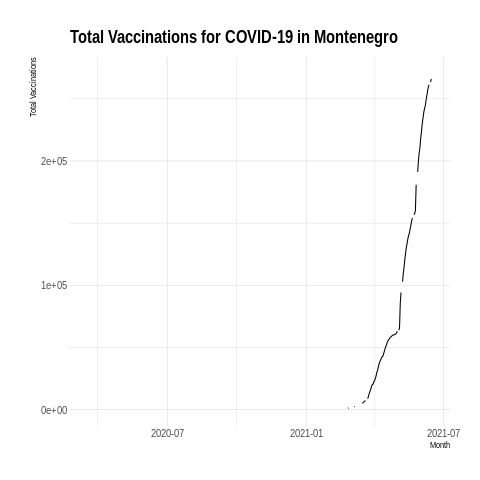 Total Vaccinations for COVID-19 in Montenegro
Total Vaccinations
2e+05
1e+05
0e+00
2020-07
2021-01
2021-07
Month